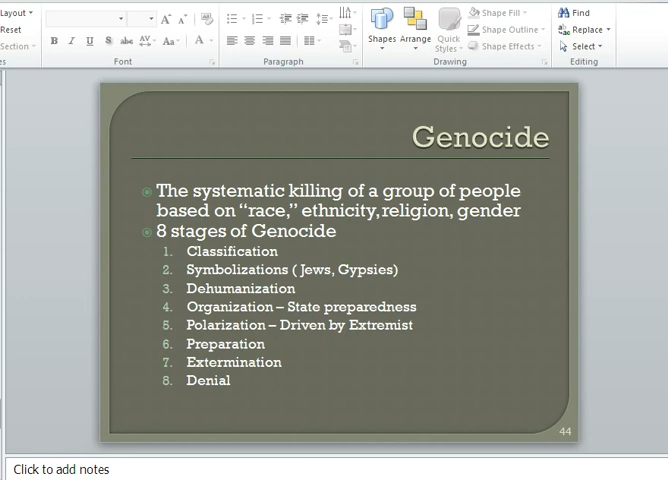 Layout
Reset
Section
B I U S abc AV Aa A
Font
Paragraph
Shapes
Arrange
Quick
Styles
Shape Fill
Shape Outline
Shape Effects
Drawing
Find
Replace
Select
Editing
Genocide
The systematic killing of a group of people
based on “race,” ethnicity, religion, gender
8 stages of Genocide
1. Classification
2. Symbolizations ( Jews, Gypsies)
3. Dehumanization
4. Organization – State preparedness
5. Polarization – Driven by Extremist
6. Preparation
7. Extermination
8. Denial
44
Click to add notes